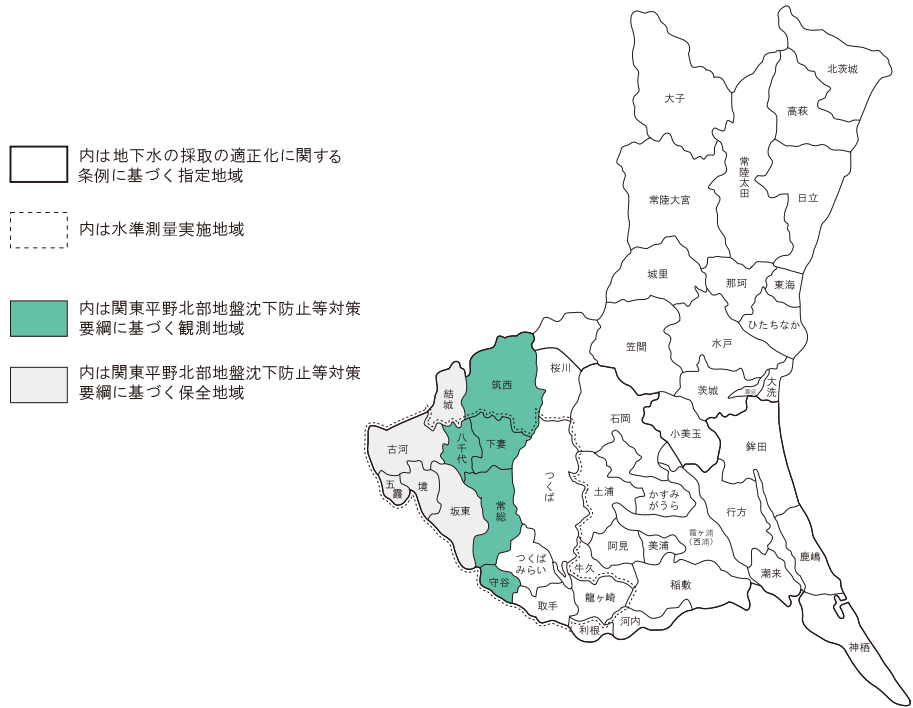 内は地下水の採取の適正化に関する
条例に基づく指定地域
内は水準測量実施地域
内は関東平野北部地盤沈下防止等対策
要綱に基づく観測地域
内は関東平野北部地盤沈下防止等対策
要綱に基づく保全地域
北茨城
大子
高萩
常陸太田
日立
常陸大宮
城里
那珂
東海
ひたちなか
水戸
笠間
桜川
筑西
茨城
大洗
結城
石岡
小美玉
鉾田
古河
八千代
下妻
つくば
五霞
境
坂東
常総
土浦
かすみ
がうら
行方
霞ヶ浦
(西浦)
阿見
美浦
鹿嶋
つくば
みらい
牛久
潮来
守谷
稲敷
取手
龍ヶ崎
利根
河内
神栖